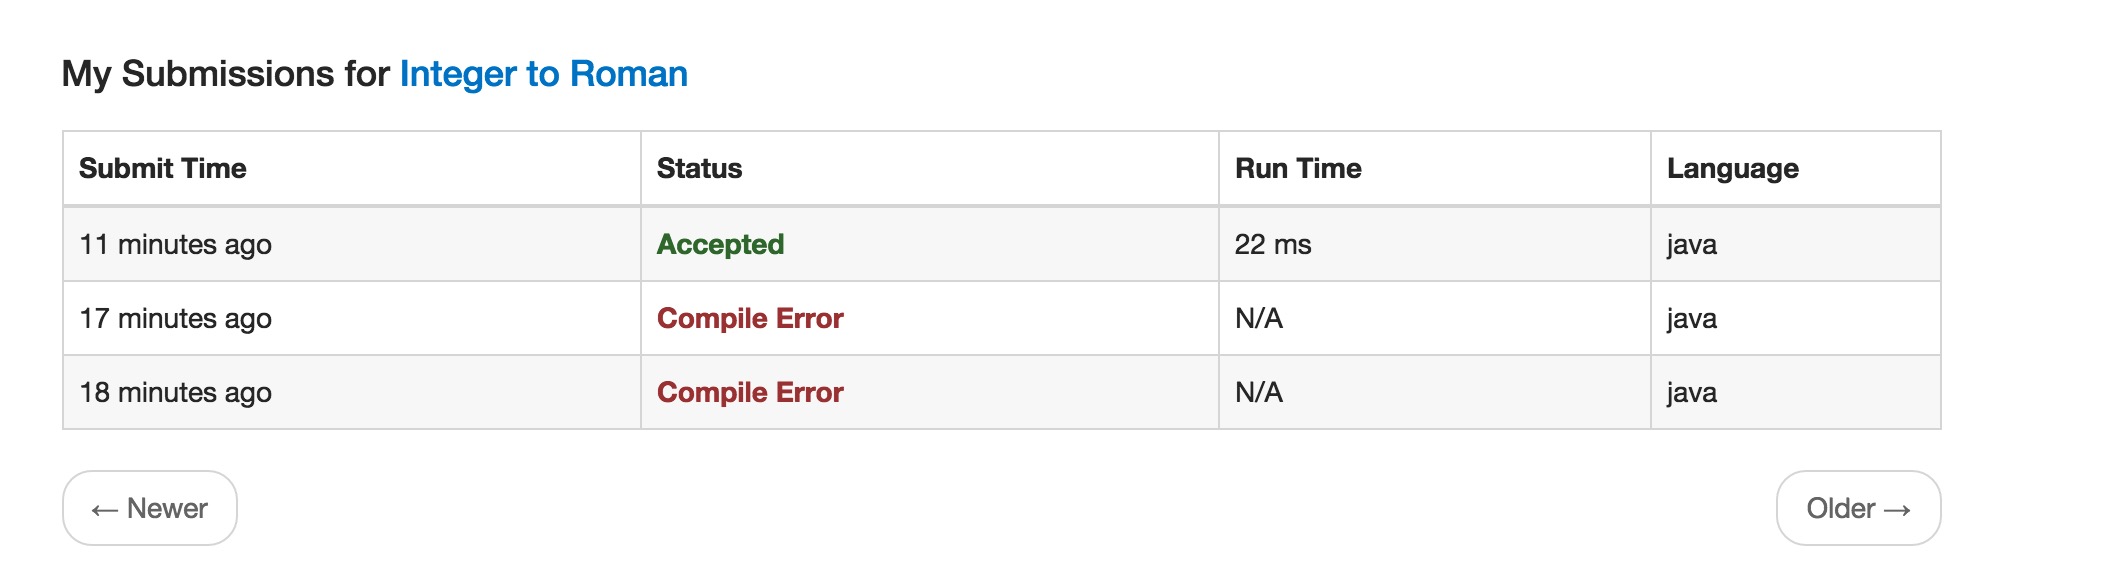 My Submissions for Integer to Roman
Submit Time Status Run Time Language
11 minutes ago Accepted 22 ms java
17 minutes ago Compile Error N/A java
18 minutes ago Compile Error N/A java
← Newer Older →